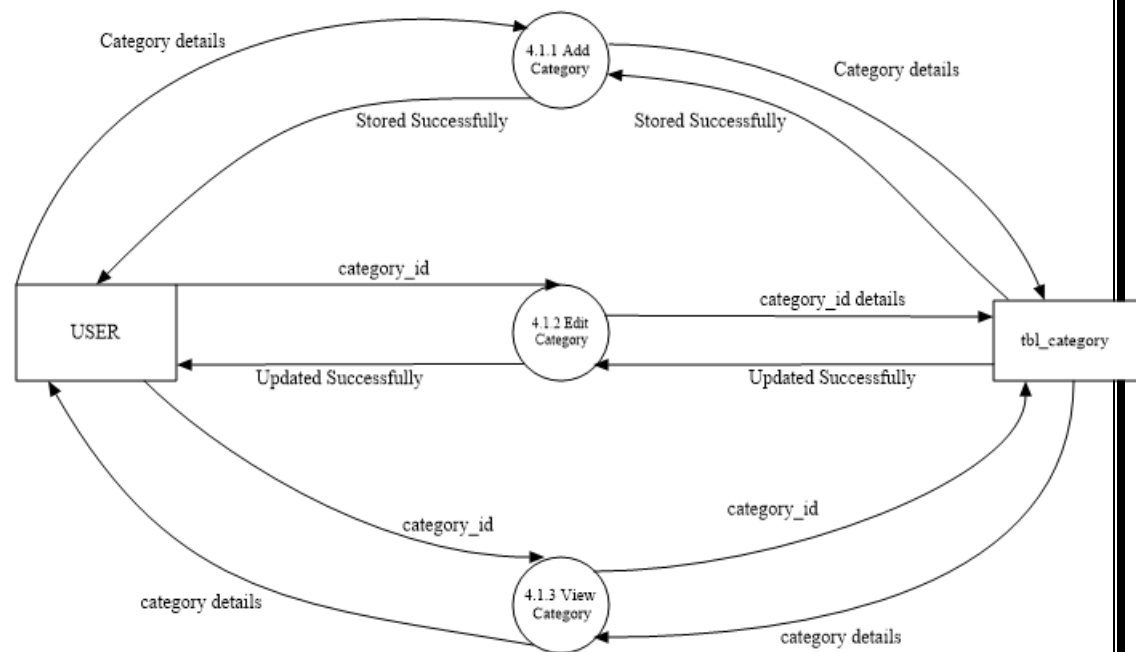 Category details
4.1.1 Add
Category
Category details
Stored Successfully
Stored Successfully
category_id
category_id details
USER
4.1.2 Edit
Category
tbl_category
Updated Successfully
Updated Successfully
category_id
category_id
4.1.3 View
Category
category details
category details